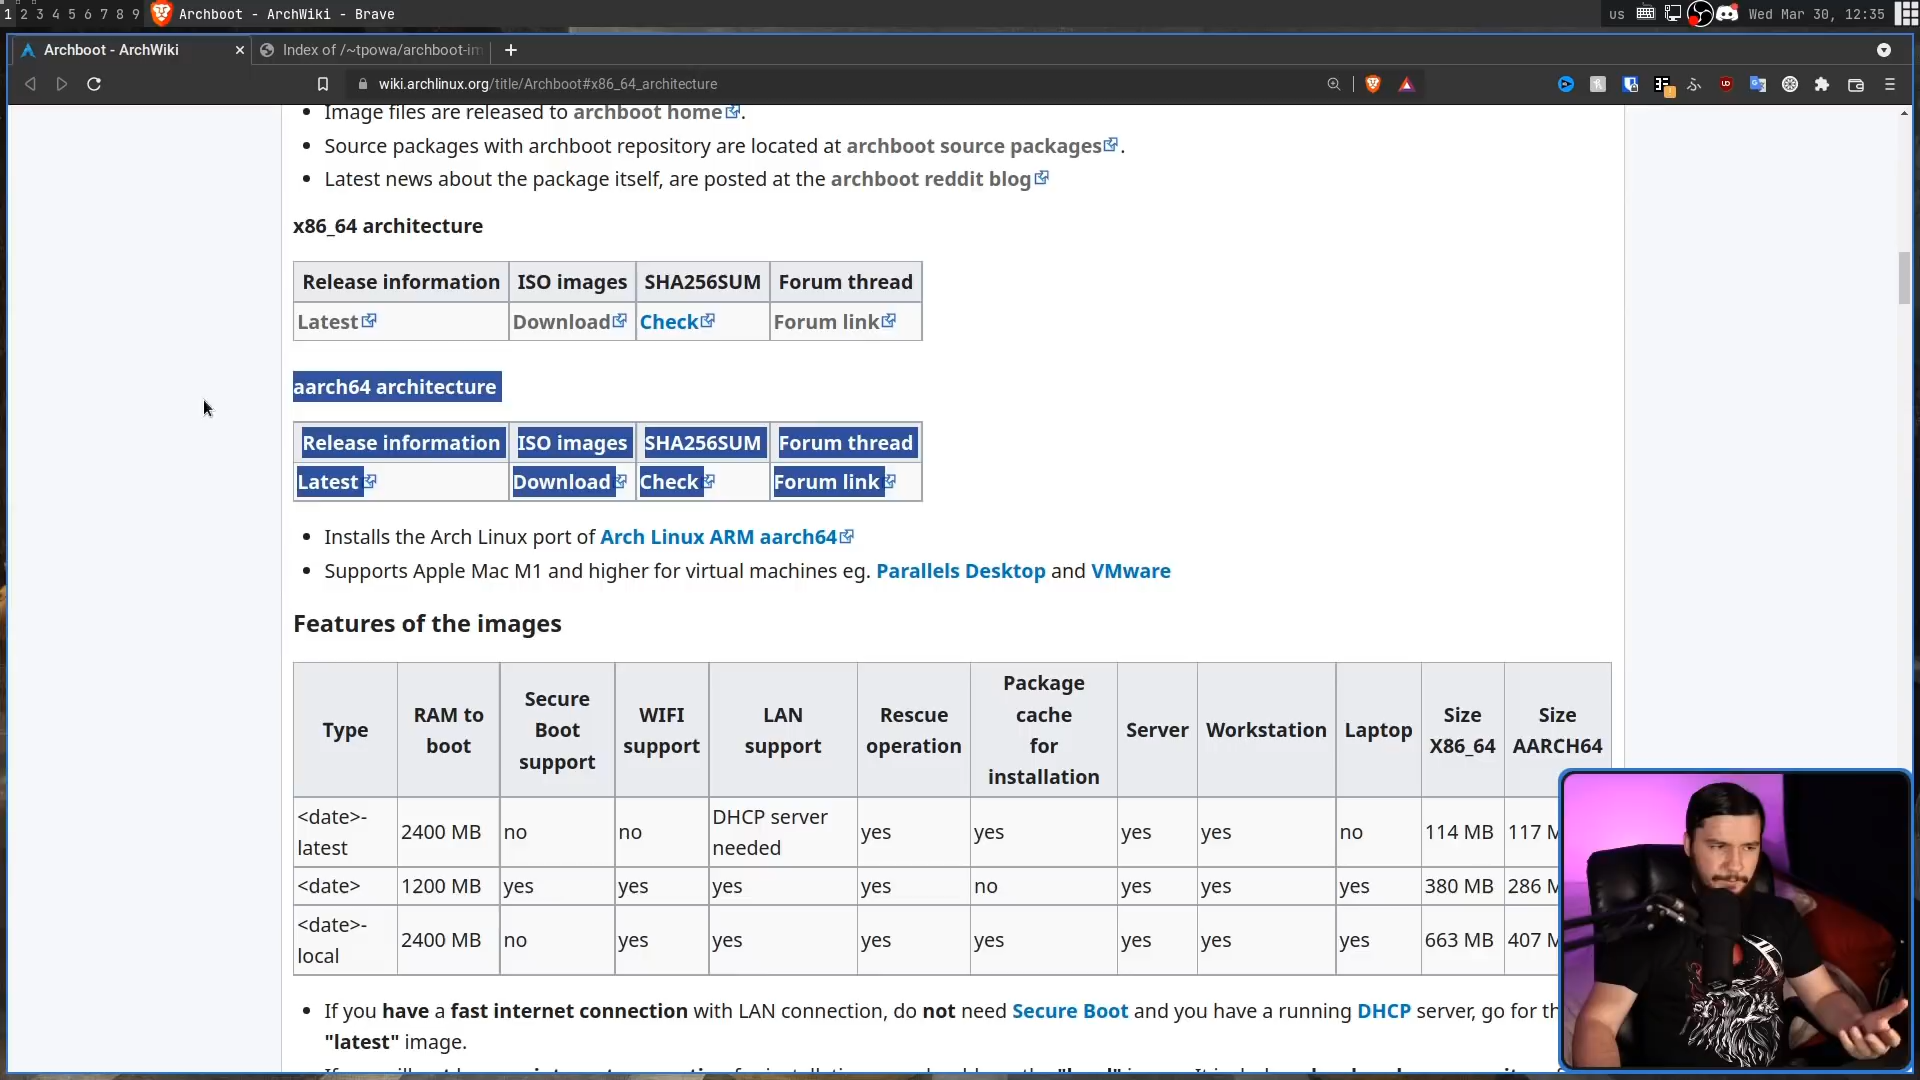 1 2 3 4 5 6 7 8 9 Archboot - ArchWiki - Brave
us Wed Mar 30, 12:35
Archboot - ArchWiki
Index of /~tpowa/archboot-im
wiki.archlinux.org/title/Archboot#x86_64_architecture
Image files are released to archboot home.
Source packages with archboot repository are located at archboot source packages.
Latest news about the package itself, are posted at the archboot reddit blog
x86_64 architecture
Release information ISO images SHA256SUM Forum thread
Latest Download Check Forum link
aarch64 architecture
Release information ISO images SHA256SUM Forum thread
Latest Download Check Forum link
Installs the Arch Linux port of Arch Linux ARM aarch64
Supports Apple Mac M1 and higher for virtual machines eg. Parallels Desktop and VMware
Features of the images
Type
RAM to
boot
Secure
Boot
support
WIFI
support
LAN
support
Rescue
operation
Package
cache
for
installation
Server
Workstation
Laptop
Size
X86_64
Size
AARCH64
<date>-
latest
2400 MB no no
DHCP server
needed
yes yes yes yes no 114 MB 117 M
<date> 1200 MB yes yes yes yes no yes yes yes 380 MB 286 M
<date>-
local
2400 MB no yes yes yes yes yes yes yes 663 MB 407 M
If you have a fast internet connection with LAN connection, do not need Secure Boot and you have a running DHCP server, go for th
"latest" image.